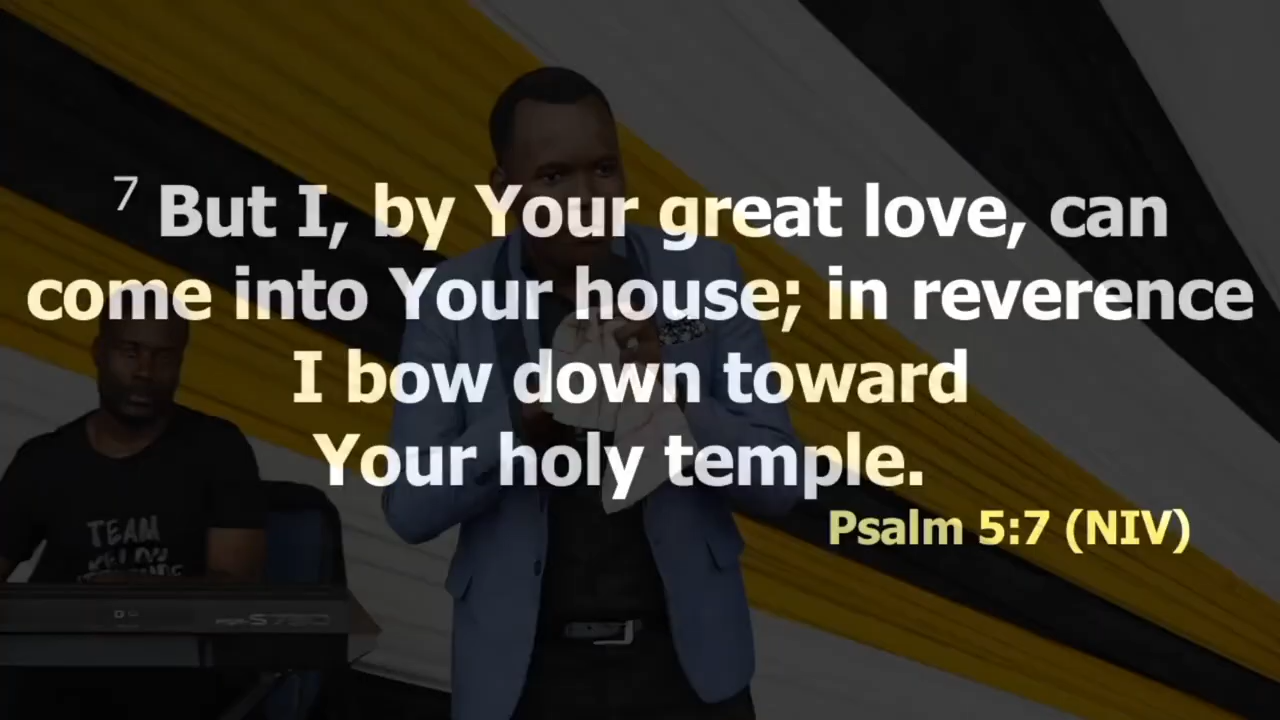 7 But I, by Your great love, can
come into Your house; in reverence
I bow down toward
Your holy temple.
Psalm 5:7 (NIV)
TEAM